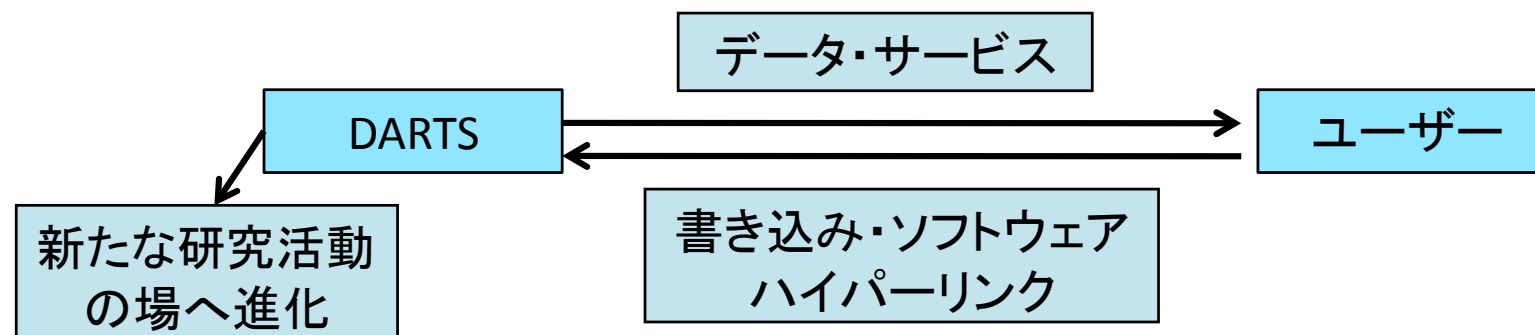 データ・サービス
DARTS
ユーザー
新たな研究活動
の場へ進化
書き込み・ソフトウェア
ハイパーリンク